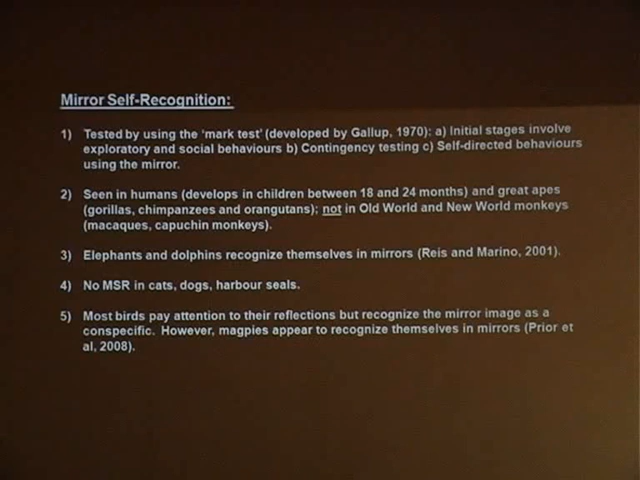 Mirror Self-Recognition:
1) Tested by using the 'mark test' (developed by Gallup, 1970): a) Initial stages involve
exploratory and social behaviours b) Contingency testing c) Self-directed behaviours
using the mirror.
2) Seen in humans (develops in children between 18 and 24 months) and great apes
(gorillas, chimpanzees and orangutans); not in Old World and New World monkeys
(macaques, capuchin monkeys).
3) Elephants and dolphins recognize themselves in mirrors (Reis and Marino, 2001).
4) No MSR in cats, dogs, harbour seals.
5) Most birds pay attention to their reflections but recognize the mirror image as a
conspecific. However, magpies appear to recognize themselves in mirrors (Prior et
al, 2008).